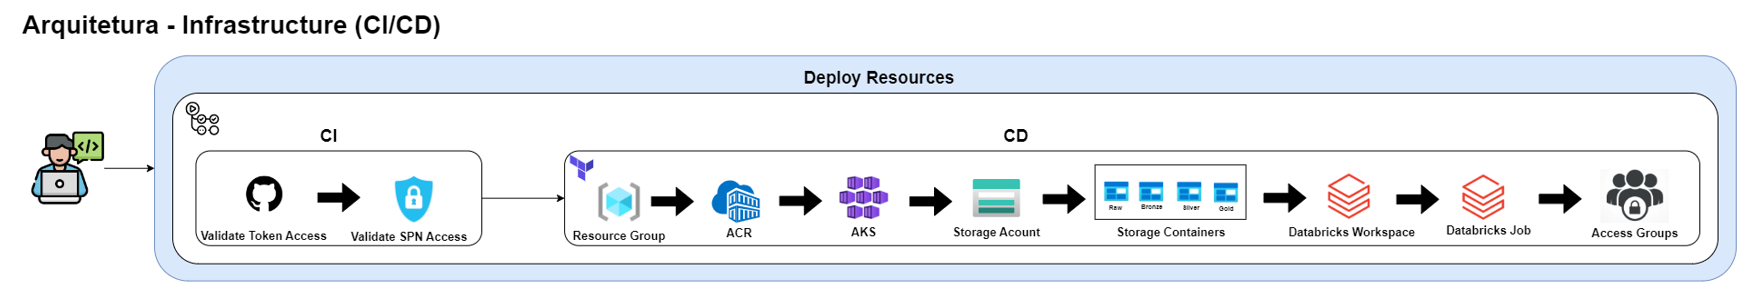 Arquitetura - Infrastructure (CI/CD)
Deploy Resources
CI
CD
</>
Validate Token Access
Validate SPN Access
Resource Group
ACR
AKS
Storage Acount
Raw
Bronze
Silver
Gold
Storage Containers
Databricks Workspace
Databricks Job
Access Groups